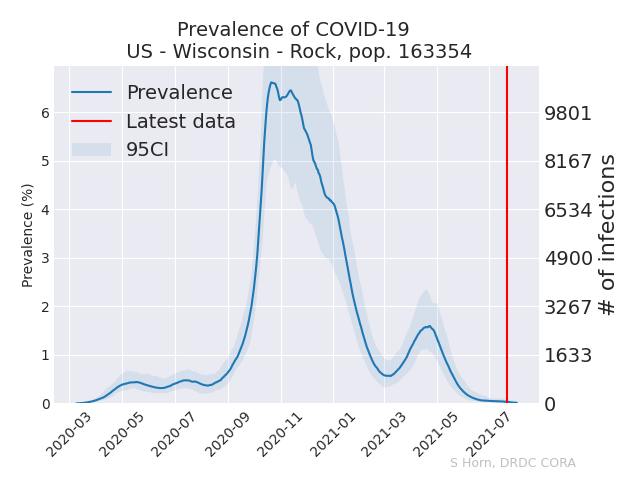 Prevalence of COVID-19
US - Wisconsin - Rock, pop. 163354
Prevalence
Latest data
95CI
Prevalence (%)
6
5
4
3
2
1
0
9801
8167
6534
4900
3267
1633
0
# of infections
2020-03
2020-05
2020-07
2020-09
2020-11
2021-01
2021-03
2021-05
2021-07
S Horn, DRDC CORA